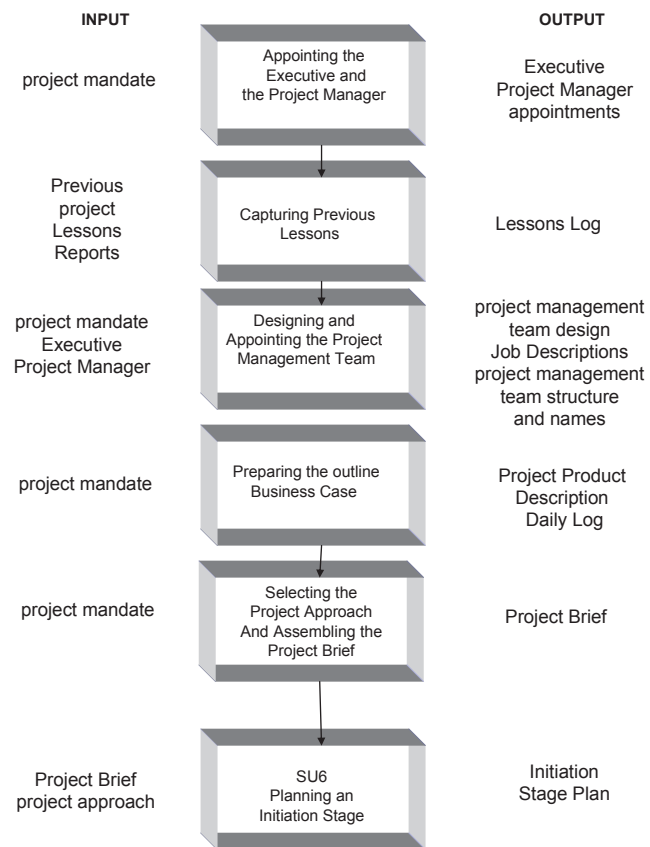 INPUT
OUTPUT
project mandate
Appointing the
Executive and
the Project Manager
Executive
Project Manager
appointments
Previous
project
Lessons
Reports
Capturing Previous
Lessons
Lessons Log
project mandate
Executive
Project Manager
Designing and
Appointing the Project
Management Team
project management
team design
Job Descriptions
project management
team structure
and names
project mandate
Preparing the outline
Business Case
Project Product
Description
Daily Log
project mandate
Selecting the
Project Approach
And Assembling the
Project Brief
Project Brief
Project Brief
project approach
SU6
Planning an
Initiation Stage
Initiation
Stage Plan